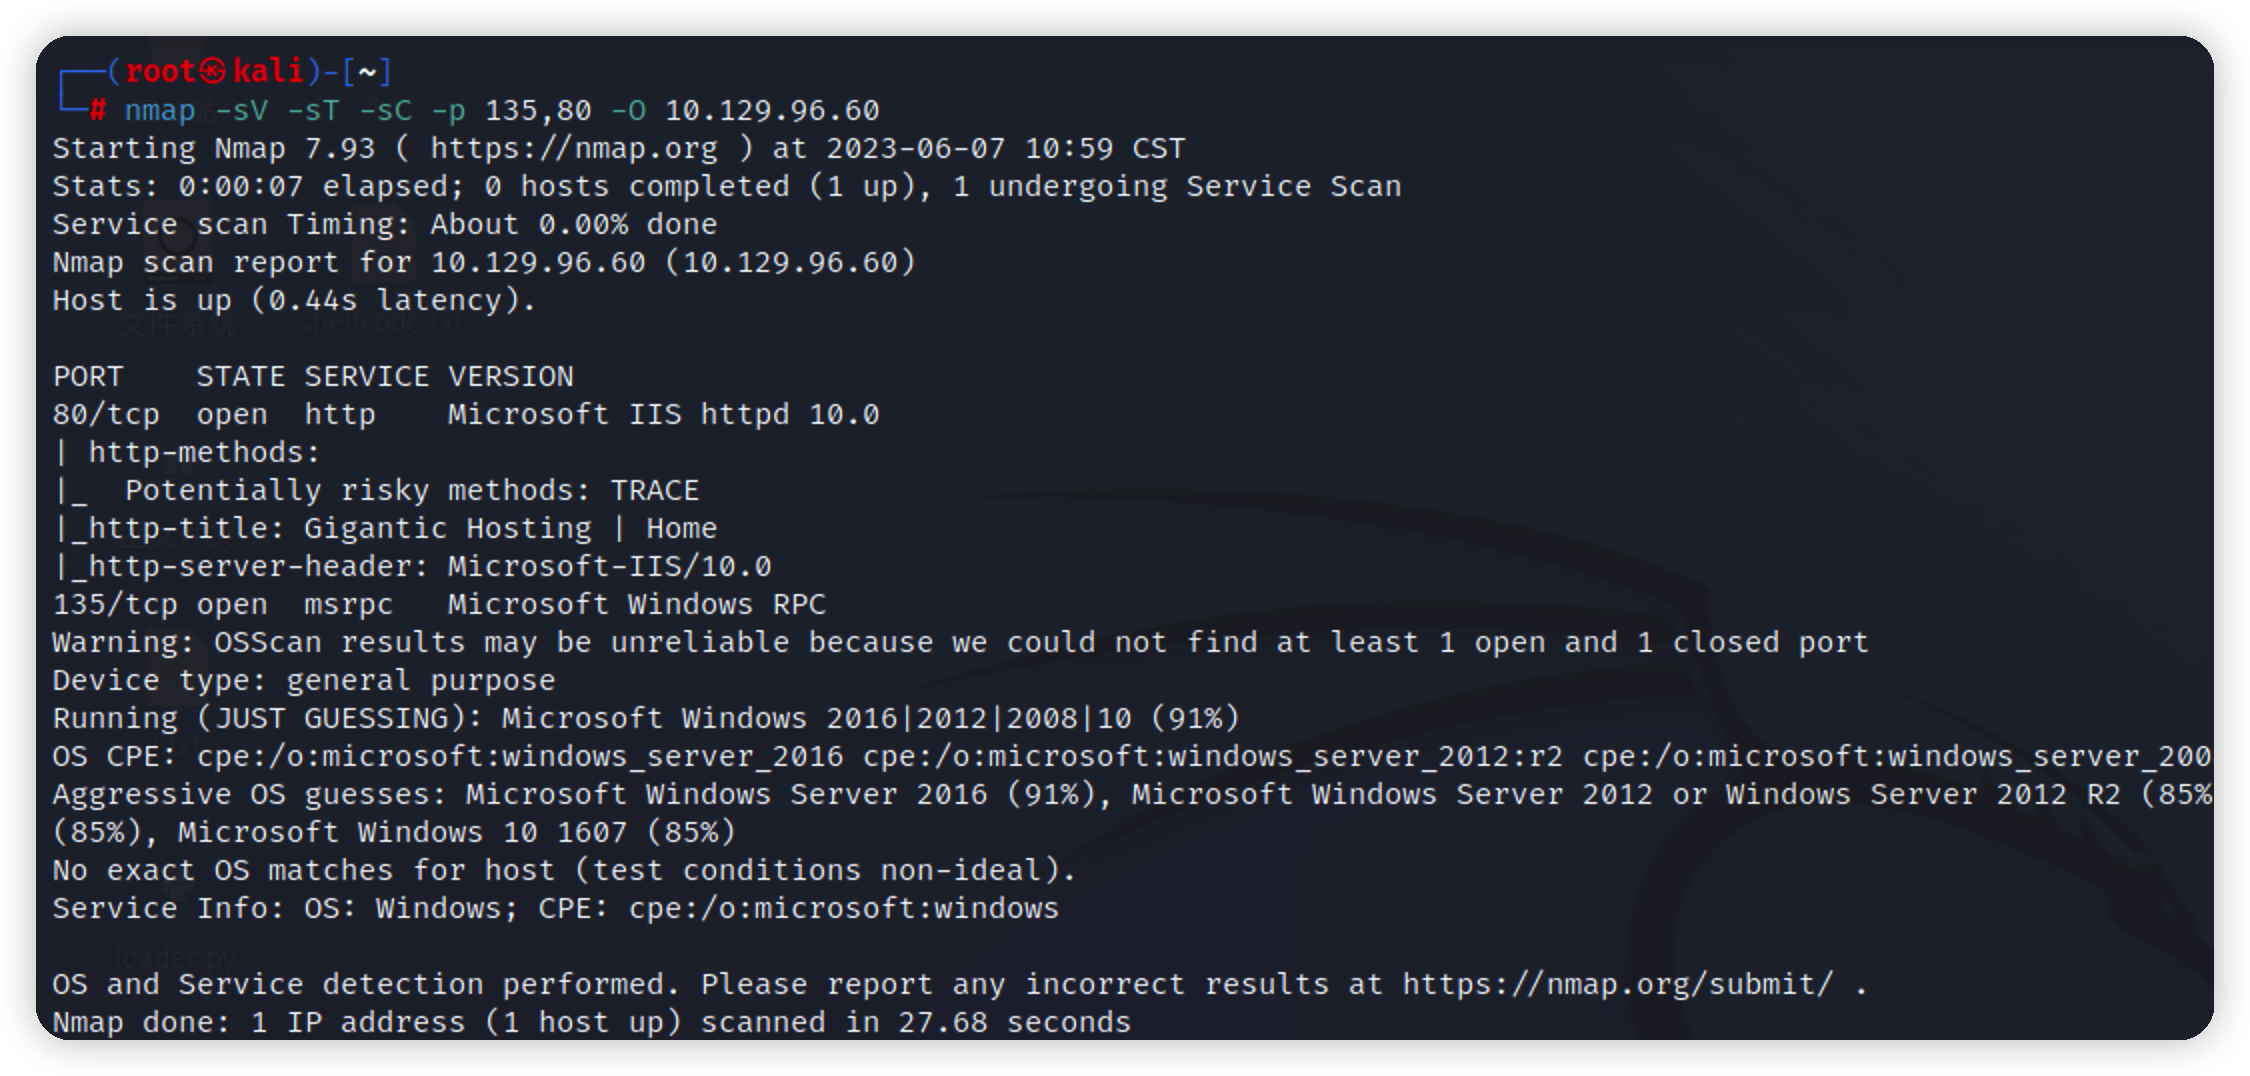 ┌──(root㉿kali)-[~]
└─# nmap -sV -sT -sC -p 135,80 -O 10.129.96.60
Starting Nmap 7.93 ( https://nmap.org ) at 2023-06-07 10:59 CST
Stats: 0:00:07 elapsed; 0 hosts completed (1 up), 1 undergoing Service Scan
Service scan Timing: About 0.00% done
Nmap scan report for 10.129.96.60 (10.129.96.60)
Host is up (0.44s latency).
文件系统 shellcode.txt
PORT    STATE SERVICE VERSION
80/tcp  open  http    Microsoft IIS httpd 10.0
| http-methods:
|_  Potentially risky methods: TRACE
|_http-title: Gigantic Hosting | Home
|_http-server-header: Microsoft-IIS/10.0
135/tcp open  msrpc   Microsoft Windows RPC
Warning: OSScan results may be unreliable because we could not find at least 1 open and 1 closed port
Device type: general purpose
Running (JUST GUESSING): Microsoft Windows 2016|2012|2008|10 (91%)
OS CPE: cpe:/o:microsoft:windows_server_2016 cpe:/o:microsoft:windows_server_2012:r2 cpe:/o:microsoft:windows_server_200
Aggressive OS guesses: Microsoft Windows Server 2016 (91%), Microsoft Windows Server 2012 or Windows Server 2012 R2 (85%
(85%), Microsoft Windows 10 1607 (85%)
No exact OS matches for host (test conditions non-ideal).
Service Info: OS: Windows; CPE: cpe:/o:microsoft:windows
loader.py
OS and Service detection performed. Please report any incorrect results at https://nmap.org/submit/ .
Nmap done: 1 IP address (1 host up) scanned in 27.68 seconds